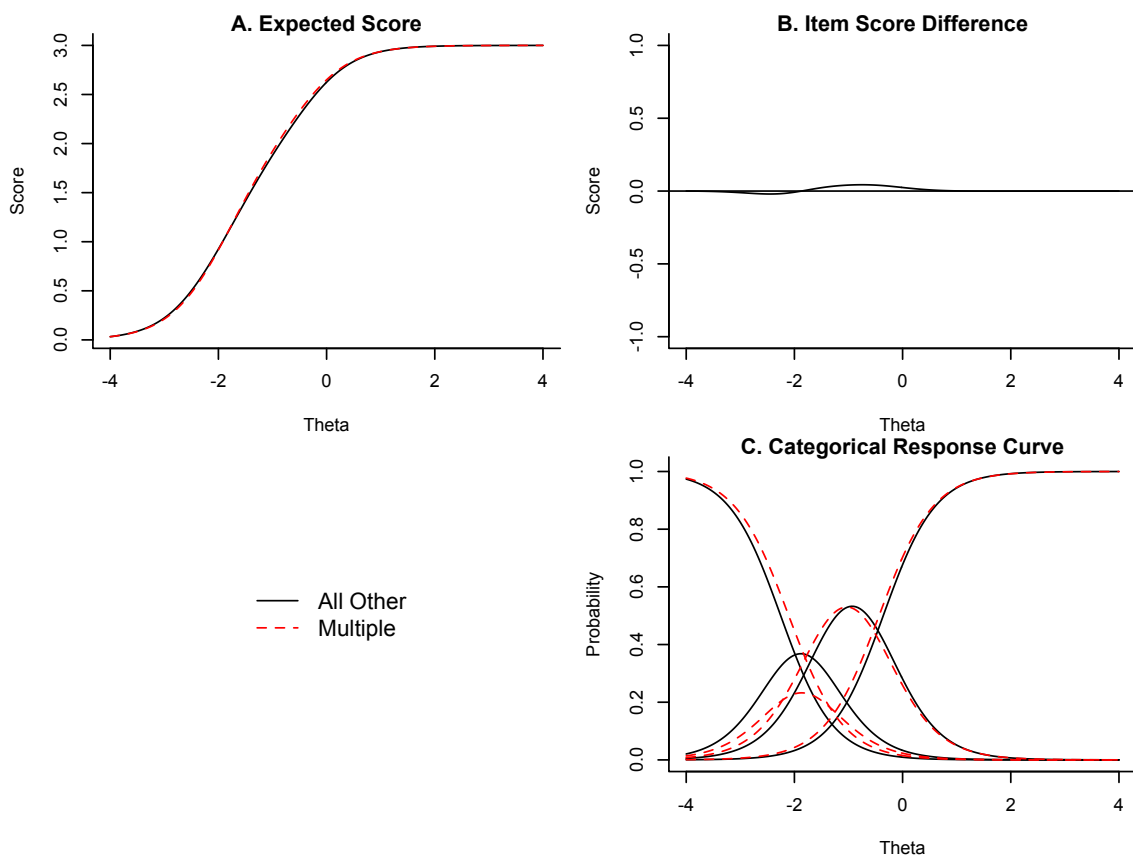 A. Expected Score
3.0
2.5
2.0
1.5
1.0
0.5
0.0
Score
-4 -2 0 2 4
Theta
B. Item Score Difference
1.0
0.5
0.0
-0.5
-1.0
Score
-4 -2 0 2 4
Theta
All Other
Multiple
C. Categorical Response Curve
1.0
0.8
0.6
0.4
0.2
0.0
Probability
-4 -2 0 2 4
Theta